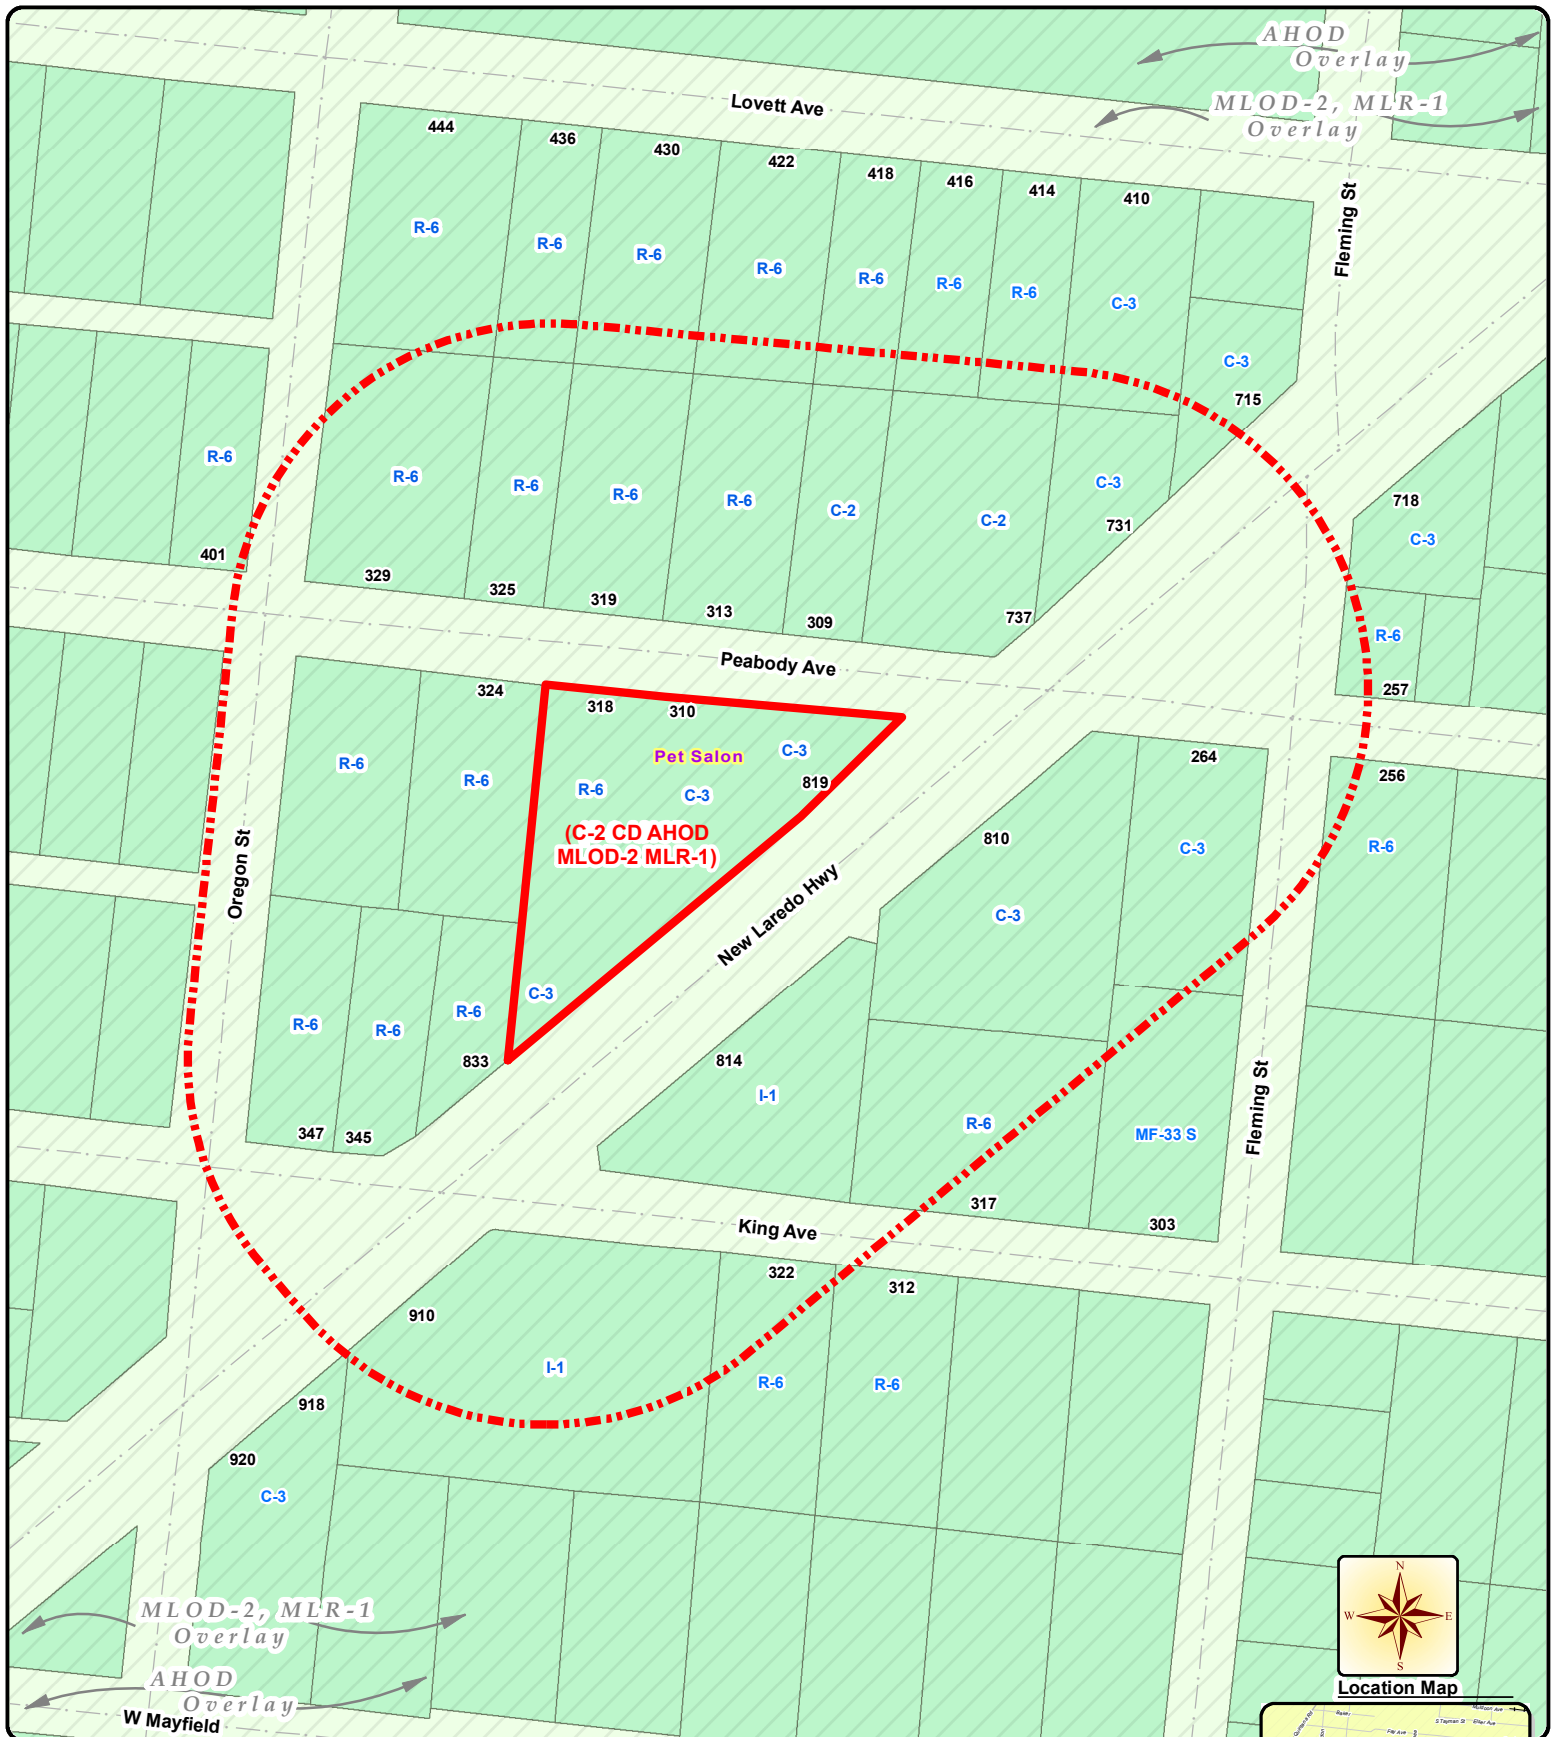 AHOD
Overlay
MLOD-2, MLR-1
Overlay
Lovett Ave
444
436
430
422
418
416
414
410
Fleming St
R-6
R-6
R-6
R-6
R-6
R-6
R-6
C-3
C-3
715
R-6
R-6
R-6
R-6
R-6
C-2
C-2
C-3
731
718
C-3
401
329
325
319
313
309
737
R-6
257
Peabody Ave
324
318
310
Pet Salon
C-3
819
R-6
C-3
R-6
R-6
(C-2 CD AHOD
MLOD-2 MLR-1)
264
256
810
C-3
R-6
Oregon St
New Laredo Hwy
C-3
C-3
R-6
R-6
R-6
833
814
I-1
Fleming St
R-6
MF-33 S
347
345
317
303
King Ave
322
312
910
I-1
R-6
R-6
918
920
C-3
MLOD-2, MLR-1
Overlay
AHOD
Overlay
W Mayfield
N
W
E
S
Location Map
Baker
S Tayman St
Fay Ave